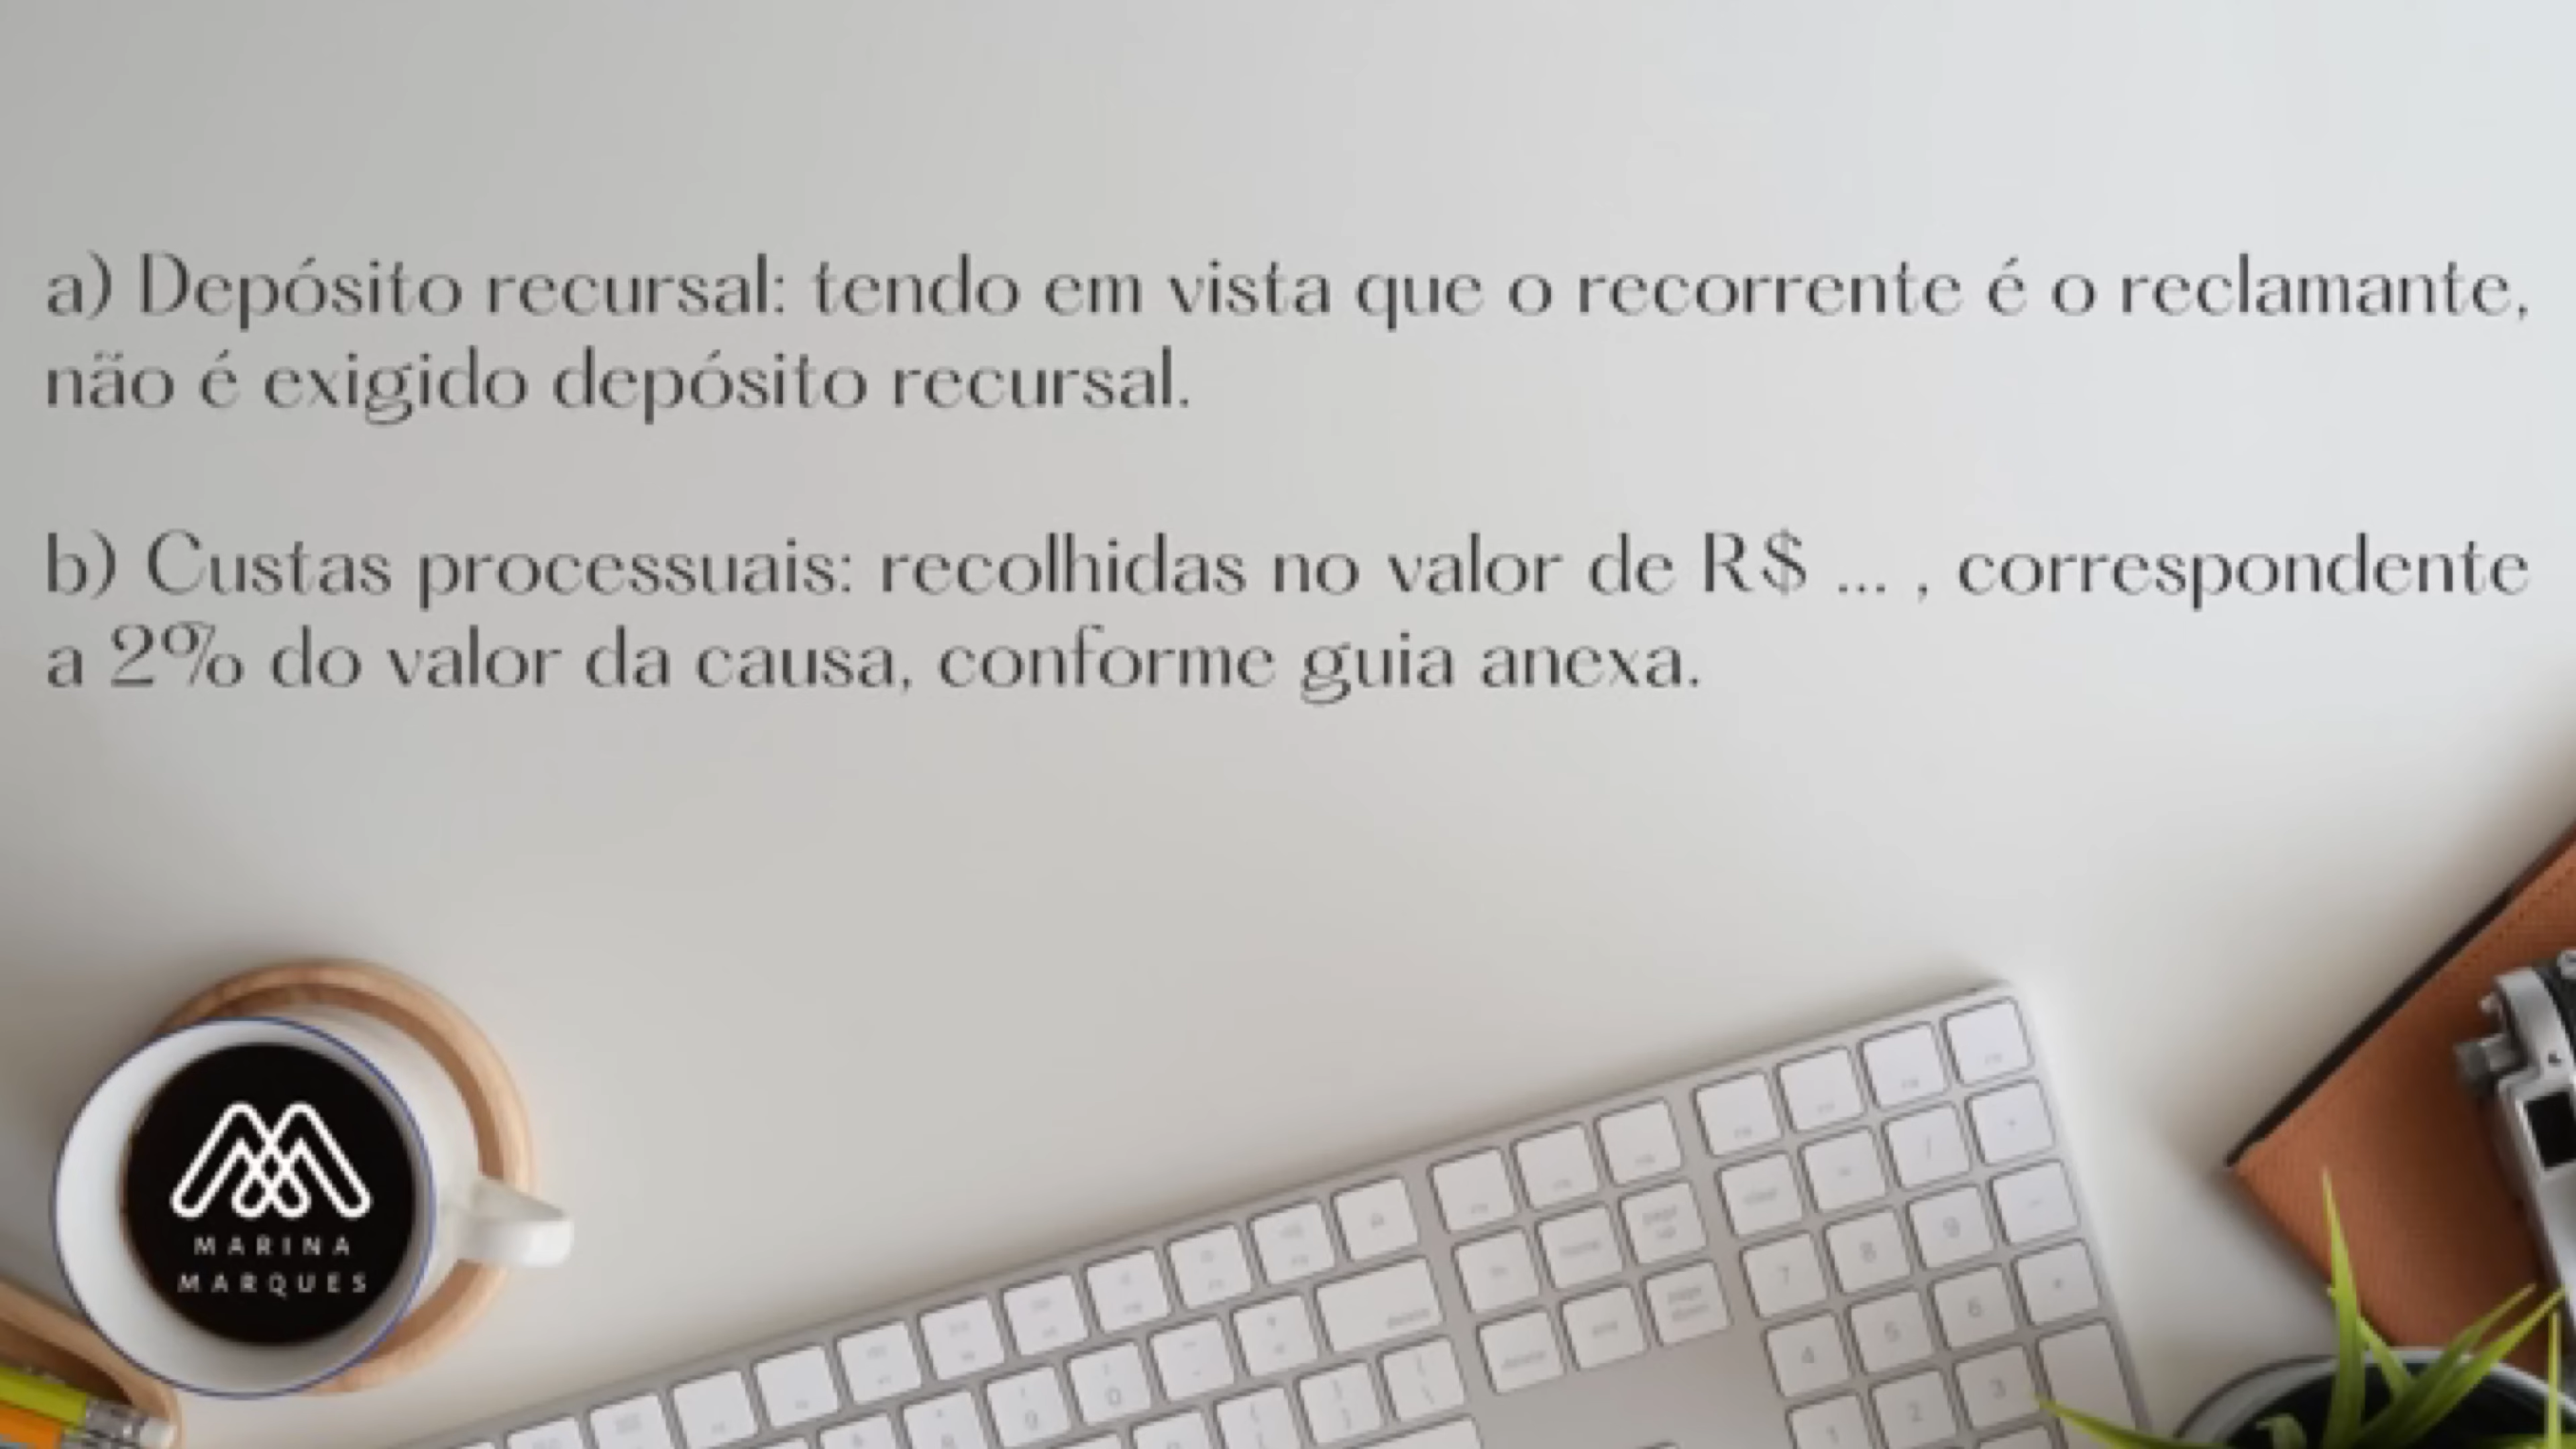 a) Depósito recursal: tendo em vista que o recorrente é o reclamante,
não é exigido depósito recursal.
b) Custas processuais: recolhidas no valor de R$ ... , correspondente
a 2% do valor da causa, conforme guia anexa.
MARINA
MARQUES